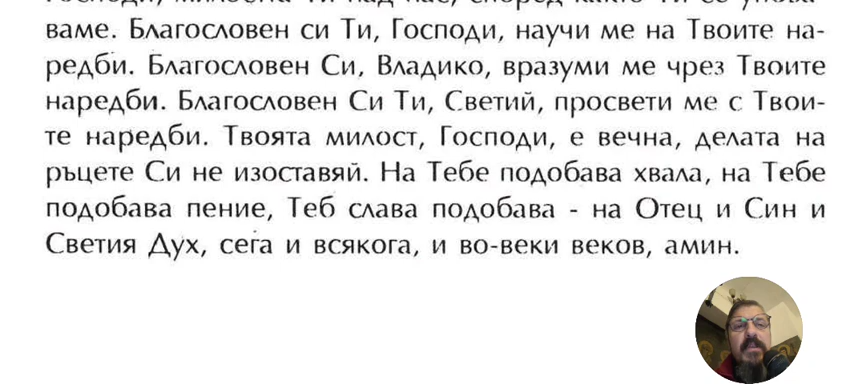 ваме. Благословен си Ти, Господи, научи ме на Твоите на-
редби. Благословен Си, Владико, вразуми ме чрез Твоите
наредби. Благословен Си Ти, Светий, просвети ме с Твои-
те наредби. Твоята милост, Господи, е вечна, делата на
ръцете Си не изоставяй. На Тебе подобава хвала, на Тебе
подобава пение, Теб слава подобава - на Отец и Син и
Светия Дух, сега и всякога, и во-веки веков, амин.